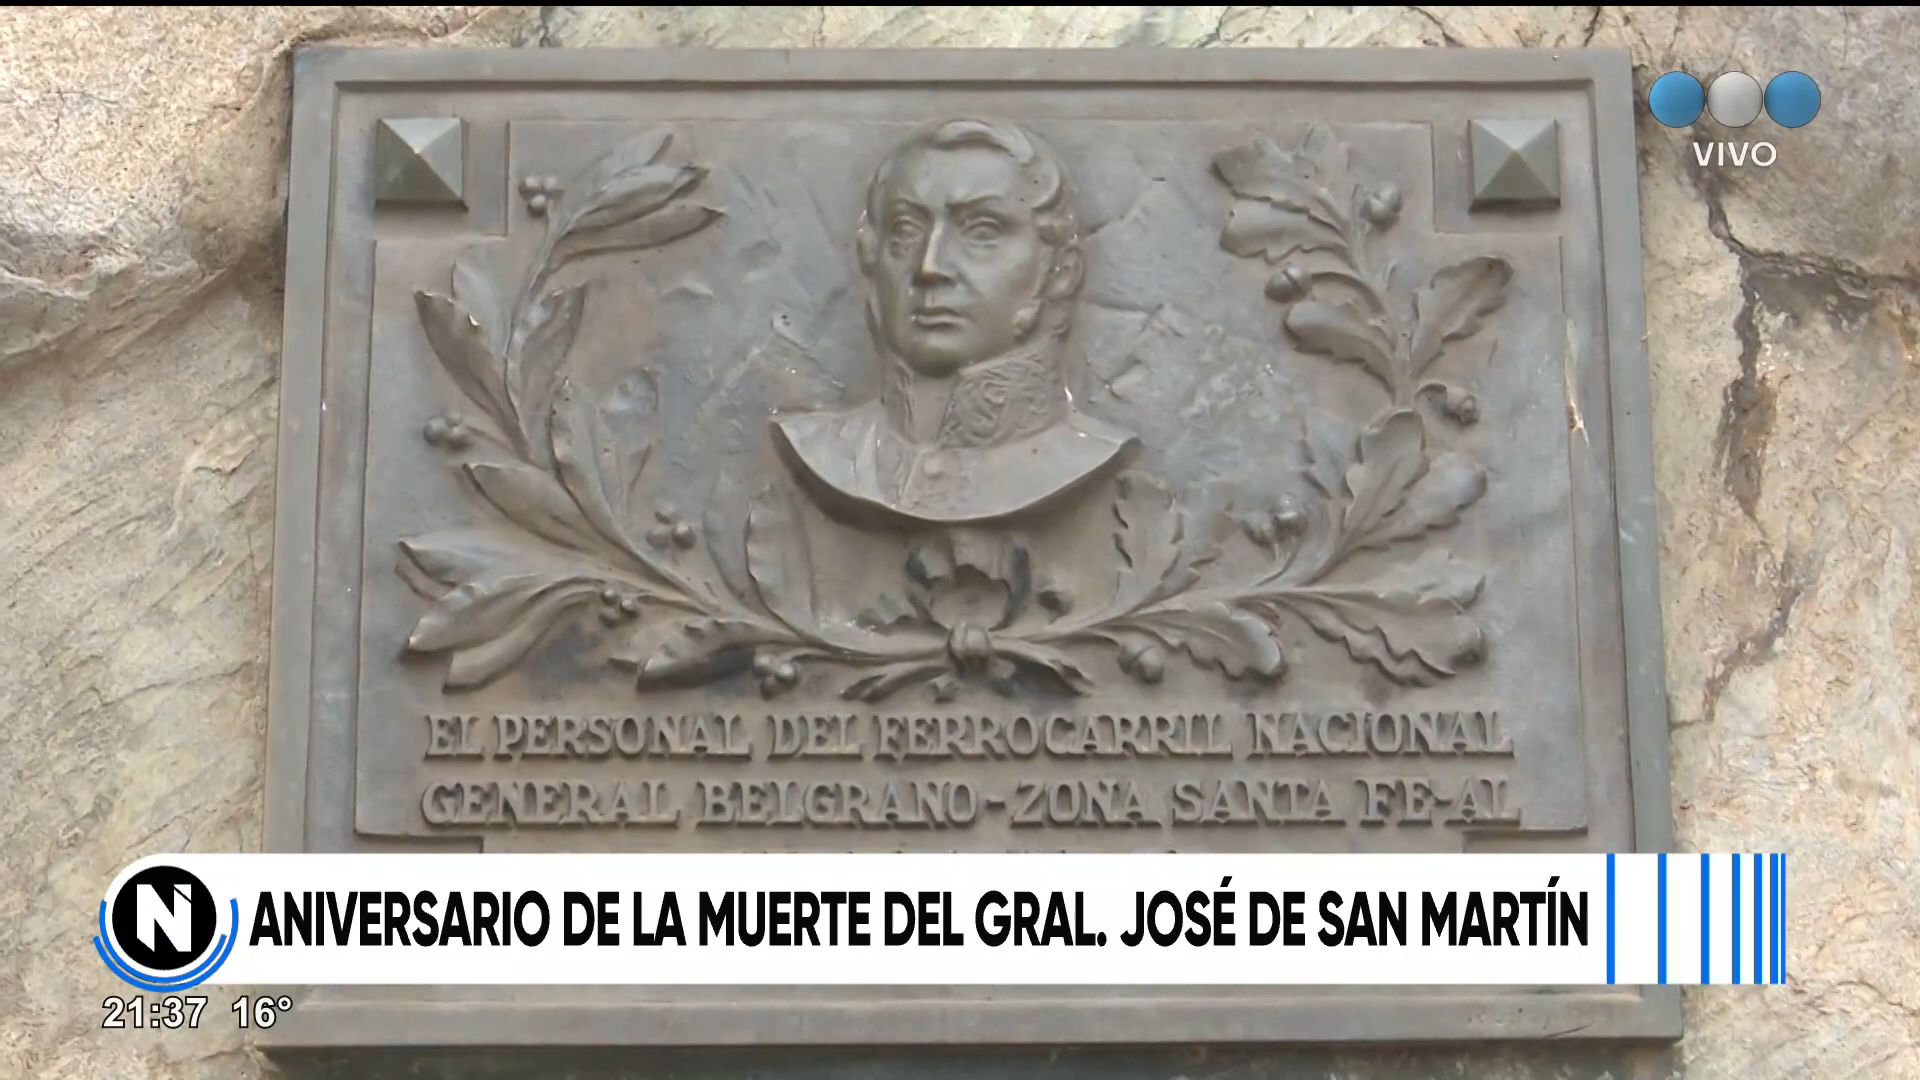 VIVO
EL PERSONAL DEL FERROCARRIL NACIONAL
GENERAL BELGRANO-ZONA SANTA FE-AL
N ANIVERSARIO DE LA MUERTE DEL GRAL. JOSÉ DE SAN MARTÍN
21:37 16°